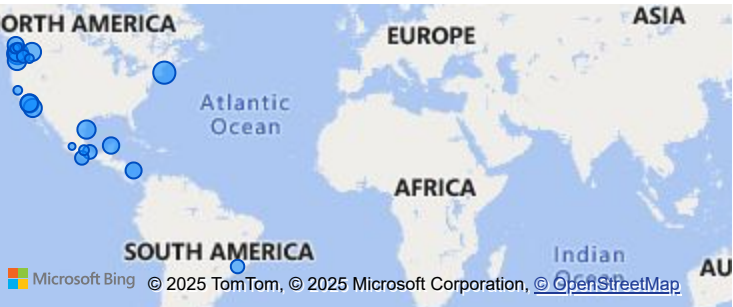 ORTH AMERICA
ASIA
EUROPE
Atlantic
Ocean
AFRICA
SOUTH AMERICA
Indian
Ocean
AU
Microsoft Bing
© 2025 TomTom, © 2025 Microsoft Corporation, © OpenStreetMap